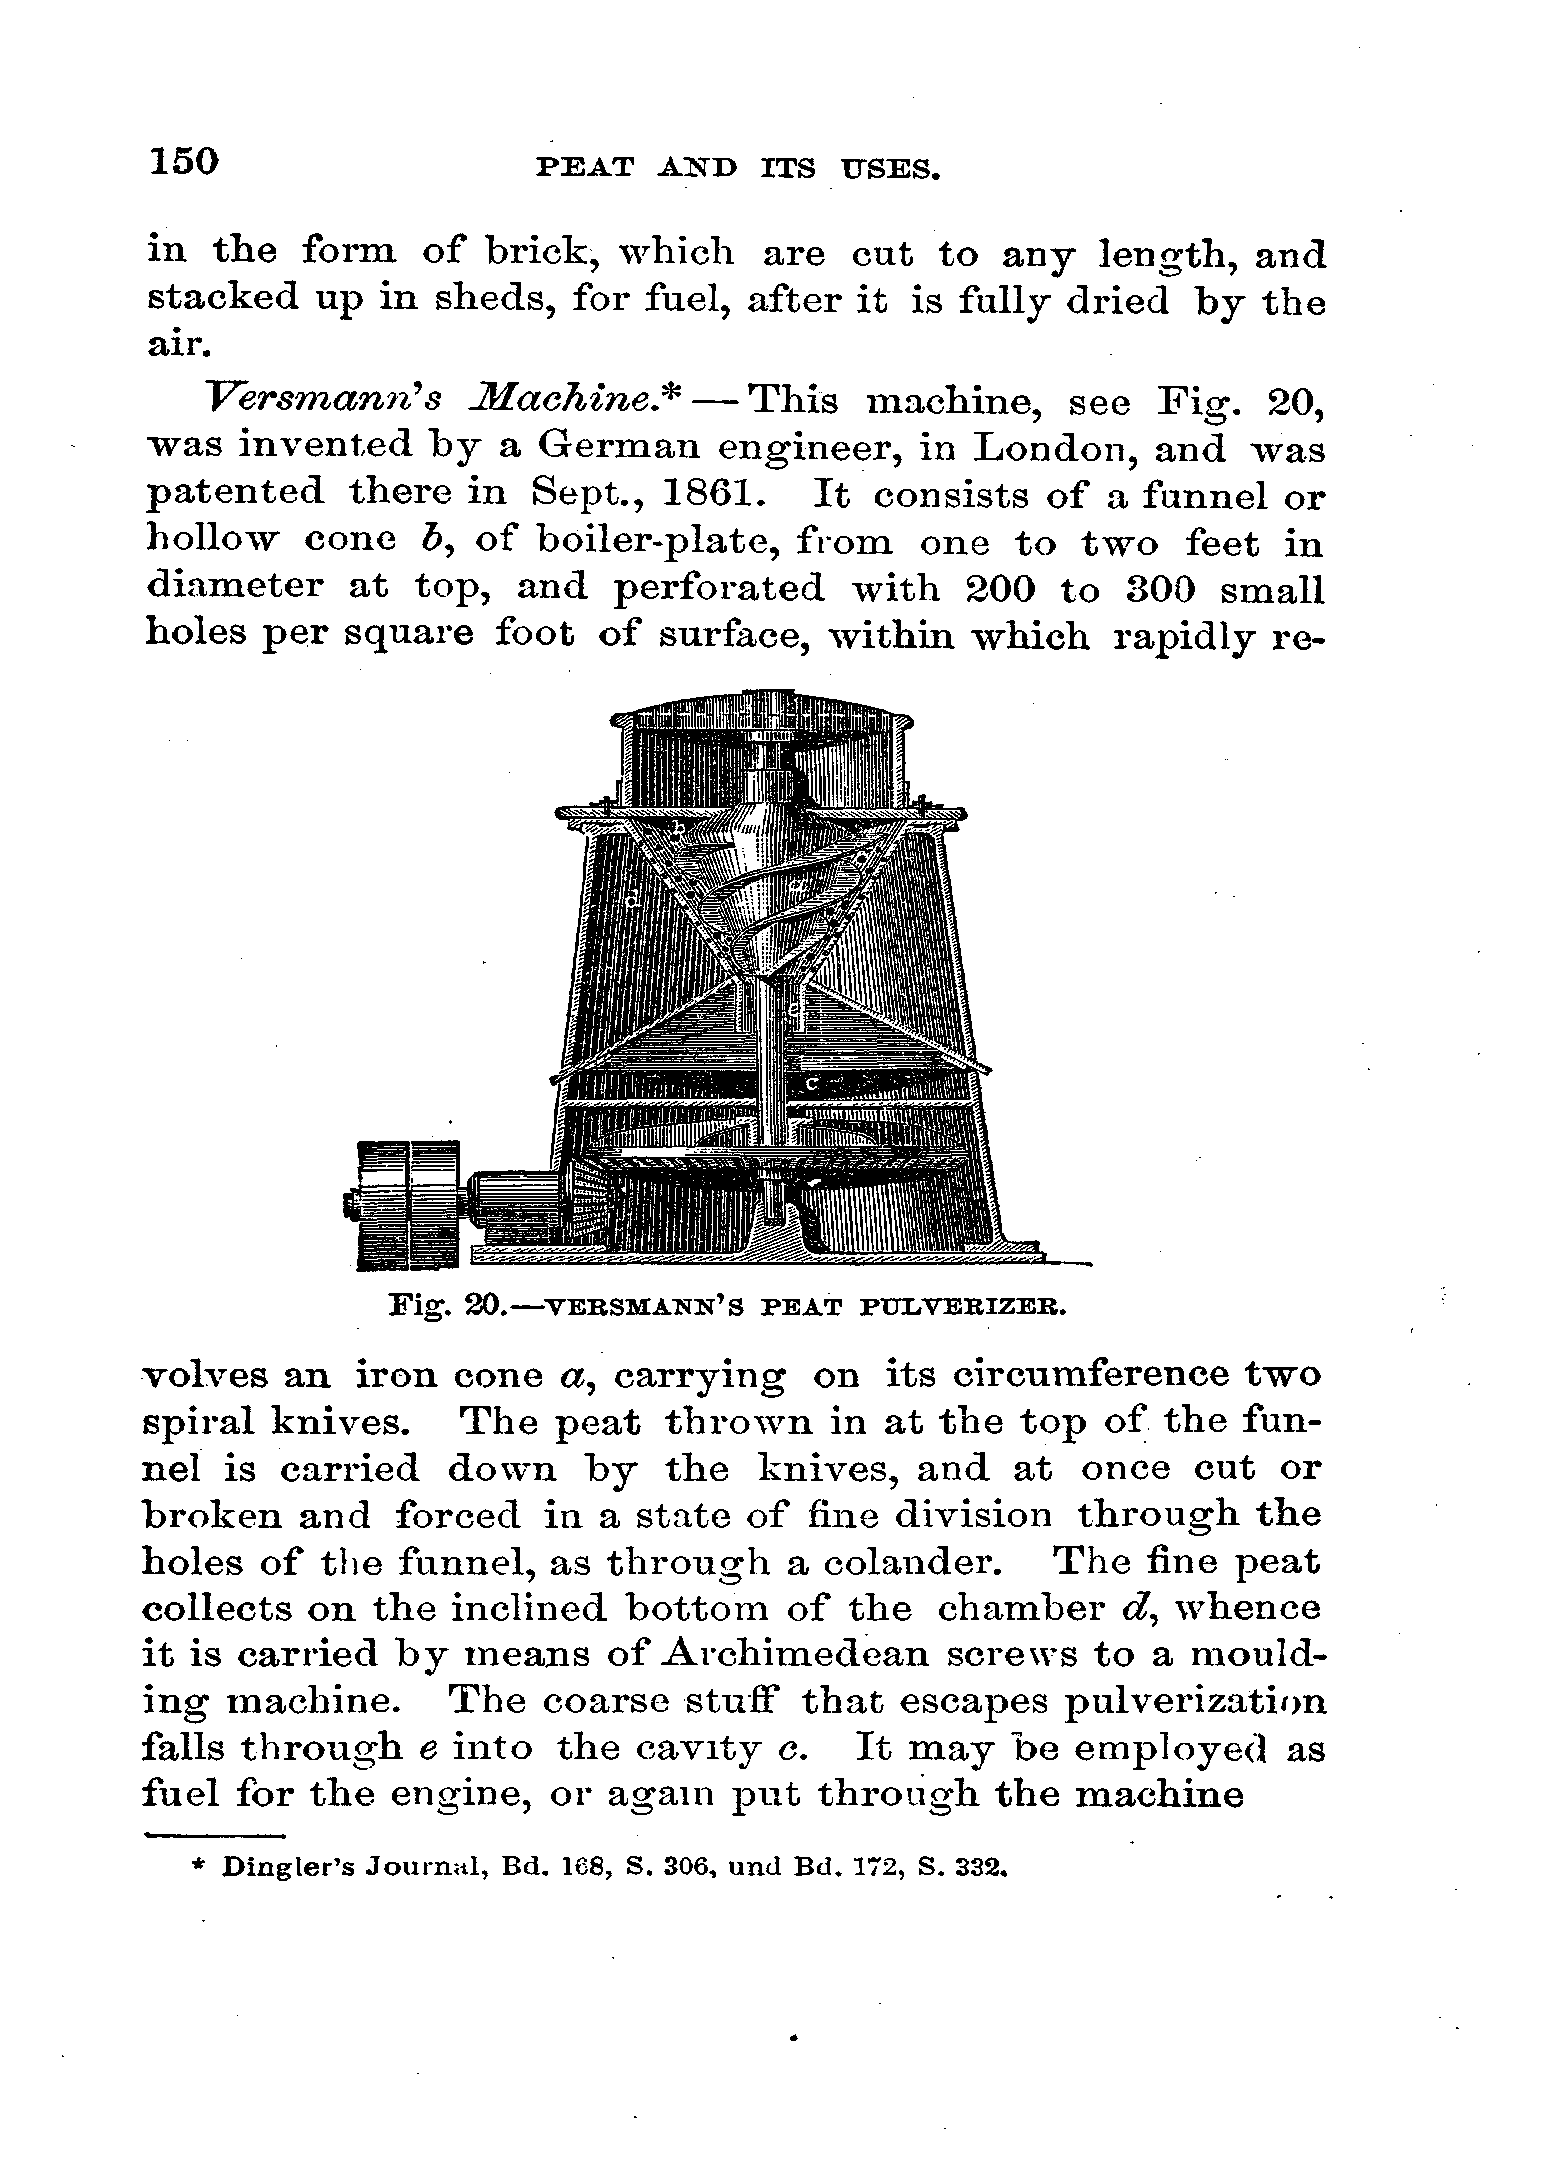 150 PEAT AND ITS USES.
in the form of brick, which are cut to any length, and
stacked up in sheds, for fuel, after it is fully dried by the
air.
Versmann's Machine.* — This machine, see Fig. 20,
was invented by a German engineer, in London, and was
patented there in Sept., 1861. It consists of a funnel or
hollow cone b, of boiler-plate, from one to two feet in
diameter at top, and perforated with 200 to 300 small
holes per square foot of surface, within which rapidly re-
b
a
d
e
c
Fig. 20.—VERSMANN'S PEAT PULVERIZER.
volves an iron cone a, carrying on its circumference two
spiral knives. The peat thrown in at the top of the fun-
nel is carried down by the knives, and at once cut or
broken and forced in a state of fine division through the
holes of the funnel, as through a colander. The fine peat
collects on the inclined bottom of the chamber d, whence
it is carried by means of Archimedean screws to a mould-
ing machine. The coarse stuff that escapes pulverization
falls through e into the cavity c. It may be employed as
fuel for the engine, or again put through the machine
* Dingler's Journal, Bd. 168, S. 306, und Bd. 172, S. 332.